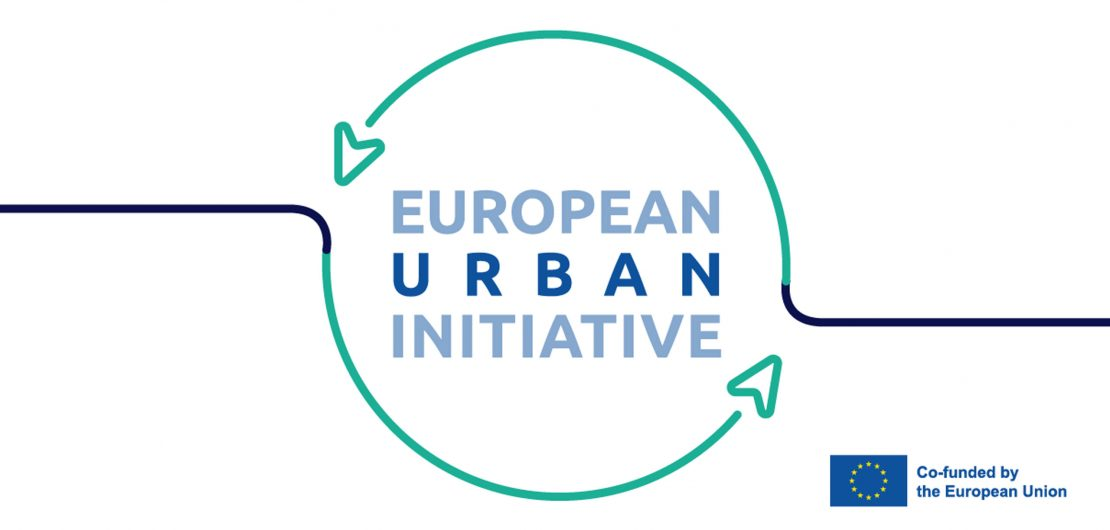 EUROPEAN
URBAN
INITIATIVE
Co-funded by
the European Union